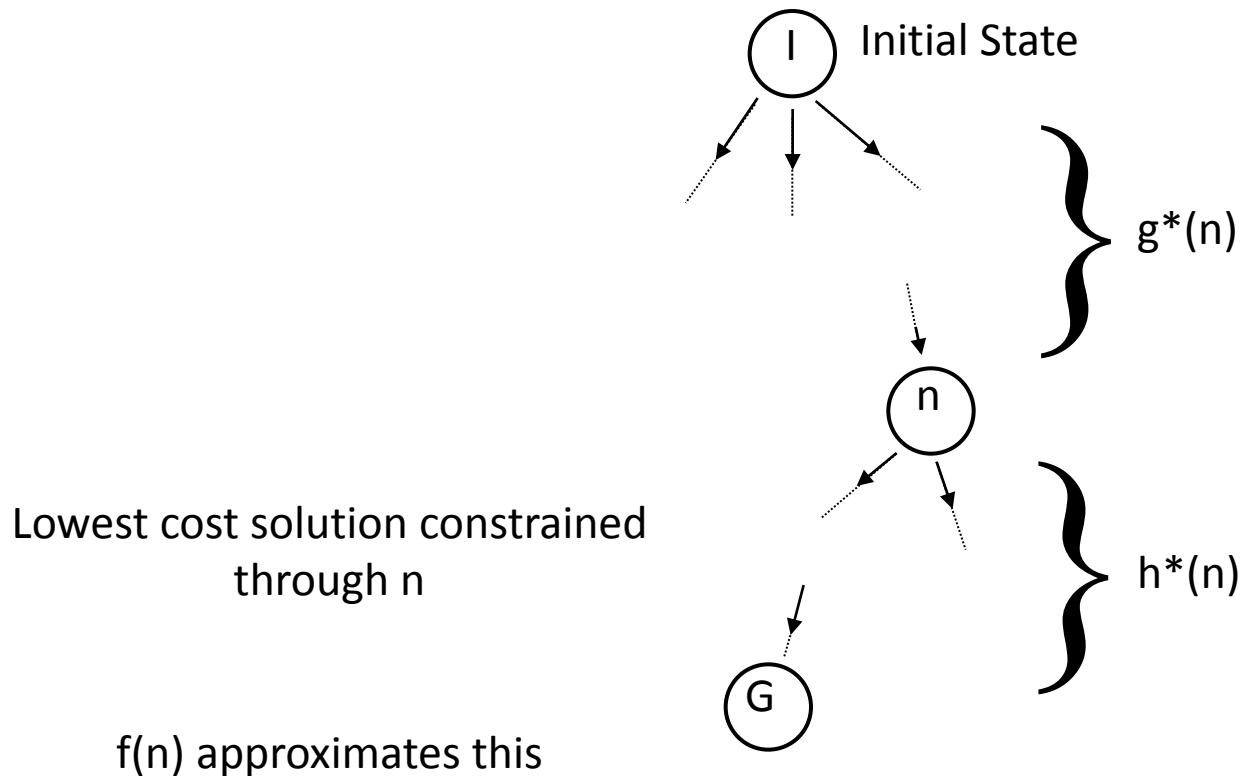 I
Initial State
g*(n)
n
Lowest cost solution constrained
through n
h*(n)
G
f(n) approximates this